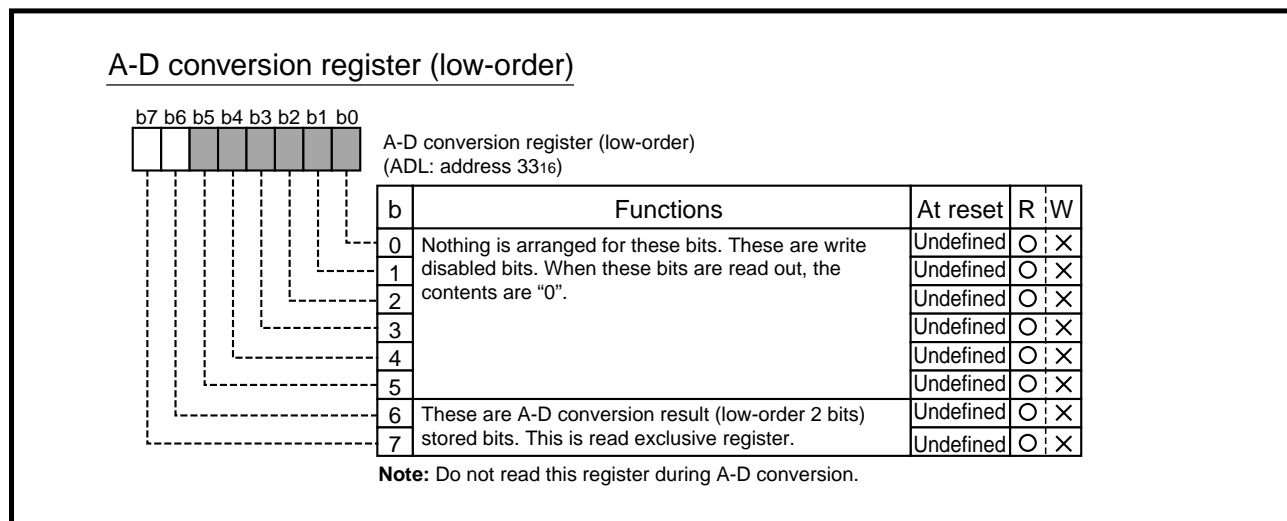 A-D conversion register (low-order)
b7 b6 b5 b4 b3 b2 b1 b0
A-D conversion register (low-order)
(ADL: address 3316)
b Functions At reset R W
0 Nothing is arranged for these bits. These are write Undefined O ×
1 disabled bits. When these bits are read out, the Undefined O ×
2 contents are “0”. Undefined O ×
3 Undefined O ×
4 Undefined O ×
5 Undefined O ×
6 These are A-D conversion result (low-order 2 bits) Undefined O ×
7 stored bits. This is read exclusive register. Undefined O ×
Note: Do not read this register during A-D conversion.